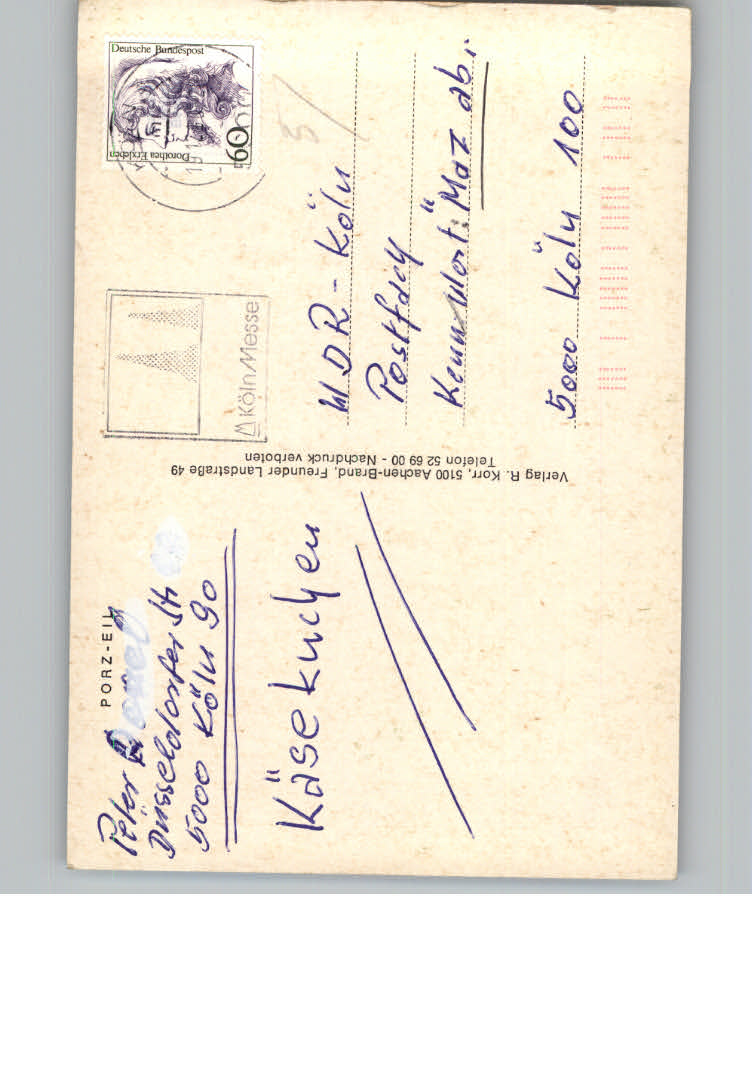 PORZ-EIL
Peter
Düsseldorfer Str
5000 Köln 90
Käsekuchen
Verlag R. Korr, 5100 Aachen-Brand, Freunder Landstraße 49
Telefon 52 69 00 - Nachdruck verboten
KölnMesse
Deutsche Bundespost
60
Dorothea Erxleben
WDR - Köln
Postfach
Kennwort: "Maz ab"
5000 Köln 100